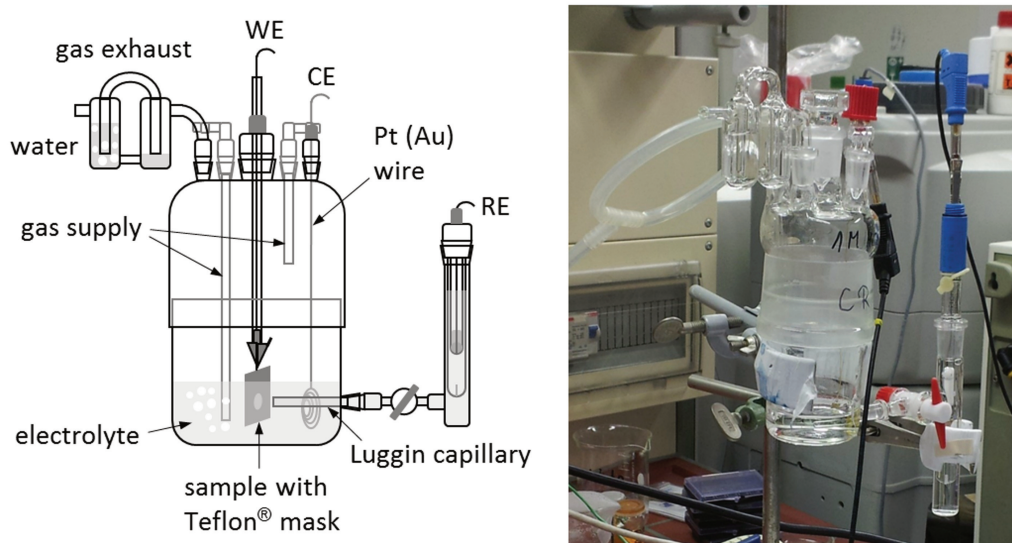 gas exhaust
WE
CE
water
Pt (Au)
wire
gas supply
RE
electrolyte
Luggin capillary
sample with
Teflon® mask
1M
CR